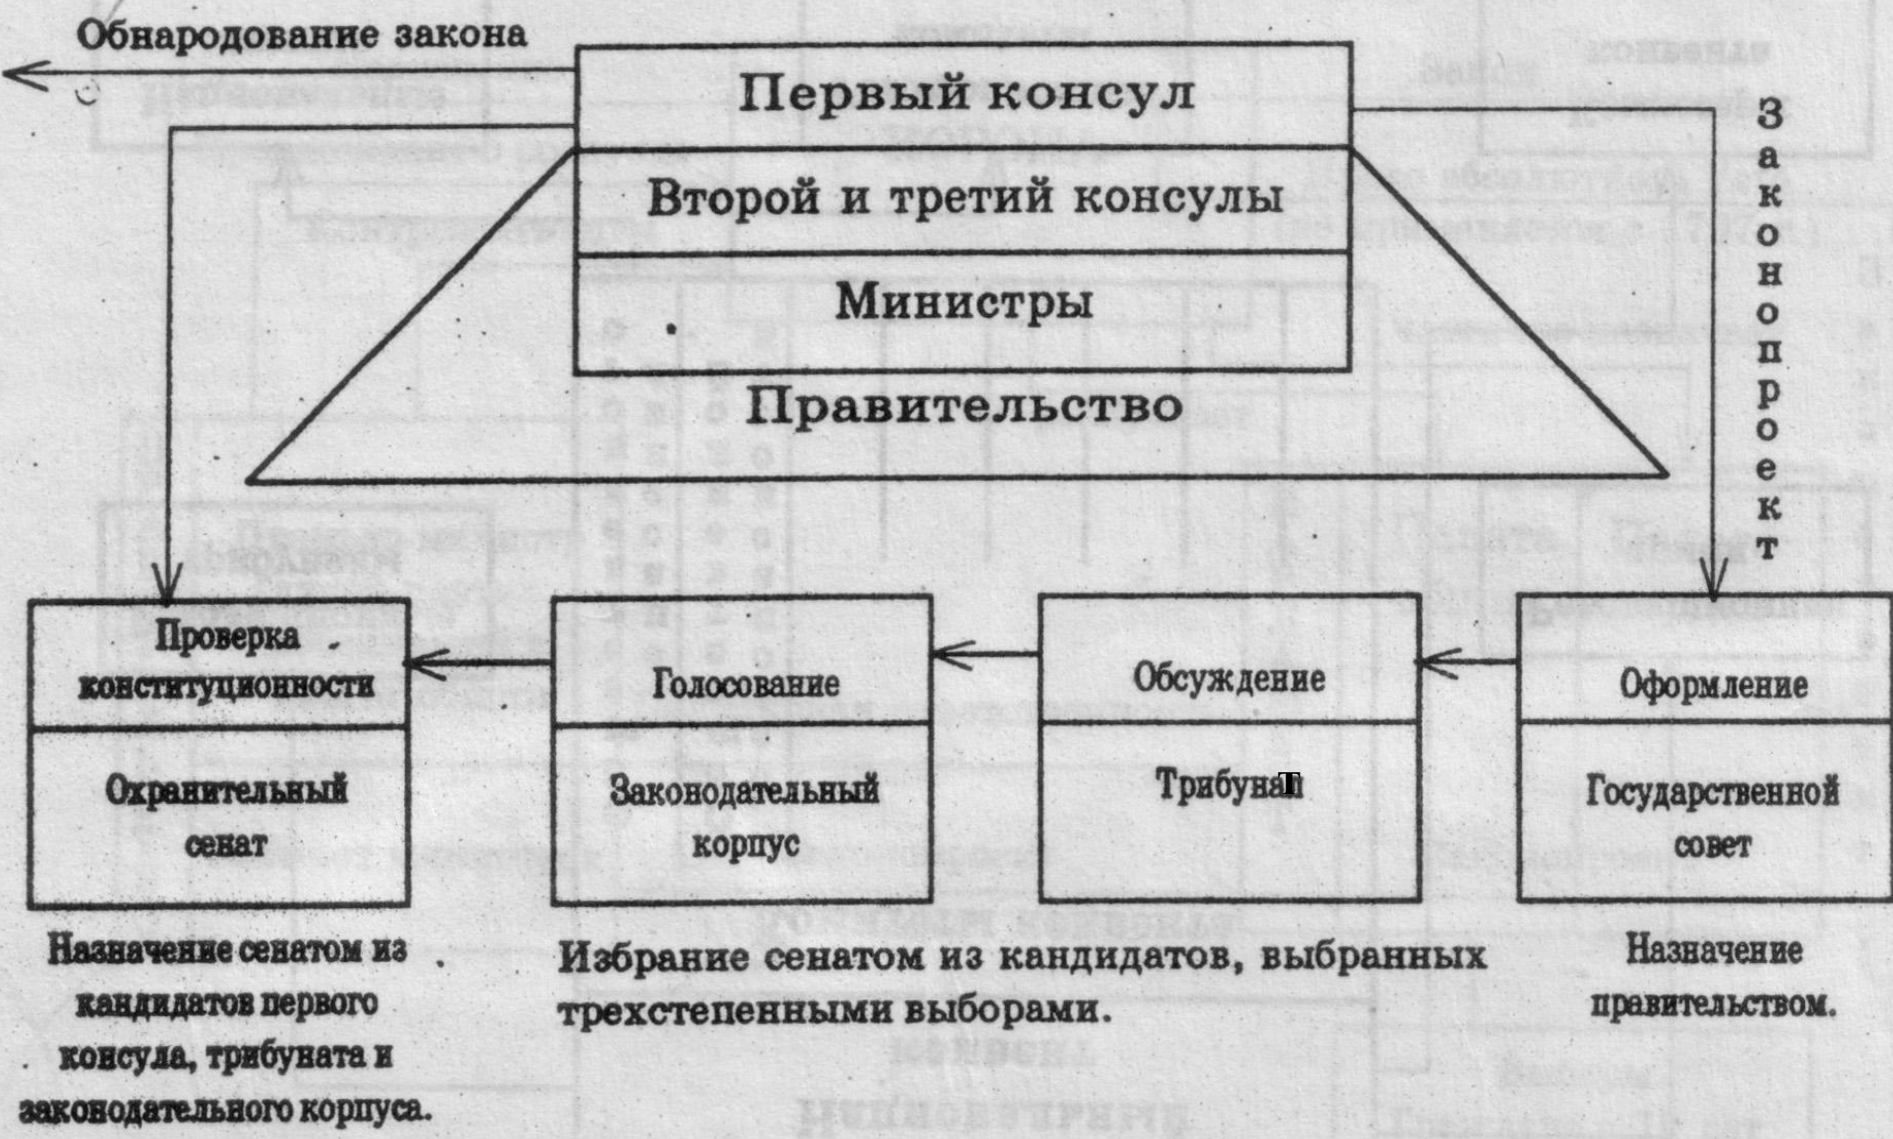 Обнародование закона
Первый консул
Второй и третий консулы
Министры
Правительство
Законопроект
Проверка
конституционности
Охранительный
сенат
Голосование
Законодательный
корпус
Обсуждение
Трибунат
Оформление
Государственной
совет
Назначение сенатом из
кандидатов первого
консула, трибуната и
законодательного корпуса.
Избрание сенатом из кандидатов, выбранных
трехстепенными выборами.
Назначение
правительством.